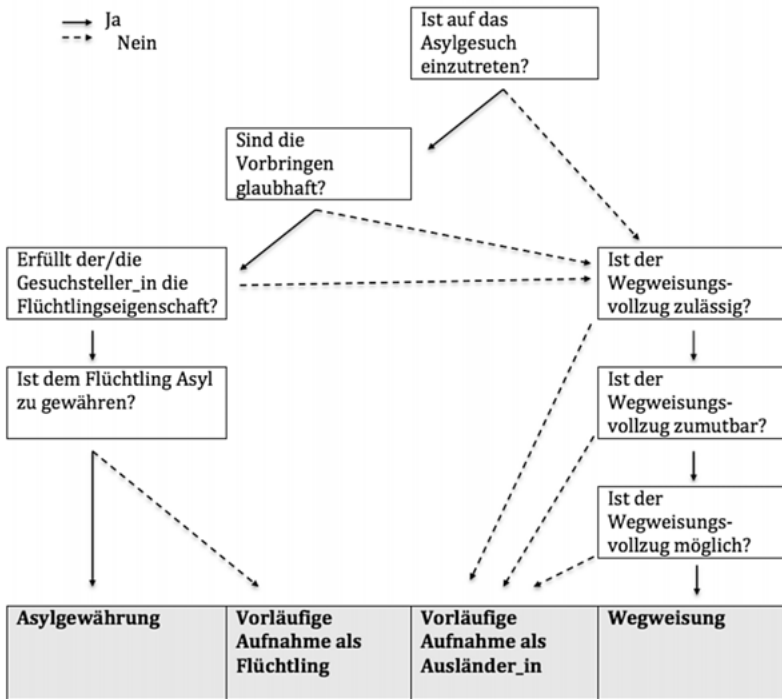 Ja
Nein
Ist auf das
Asylgesuch
einzutreten?
Sind die
Vorbringen
glaubhaft?
Erfüllt der/die
Gesuchsteller_in die
Flüchtlingseigenschaft?
Ist der
Wegweisungs-
vollzug zulässig?
Ist dem Flüchtling Asyl
zu gewähren?
Ist der
Wegweisungs-
vollzug zumutbar?
Ist der
Wegweisungs-
vollzug möglich?
Asylgewährung
Vorläufige
Aufnahme als
Flüchtling
Vorläufige
Aufnahme als
Ausländer_in
Wegweisung